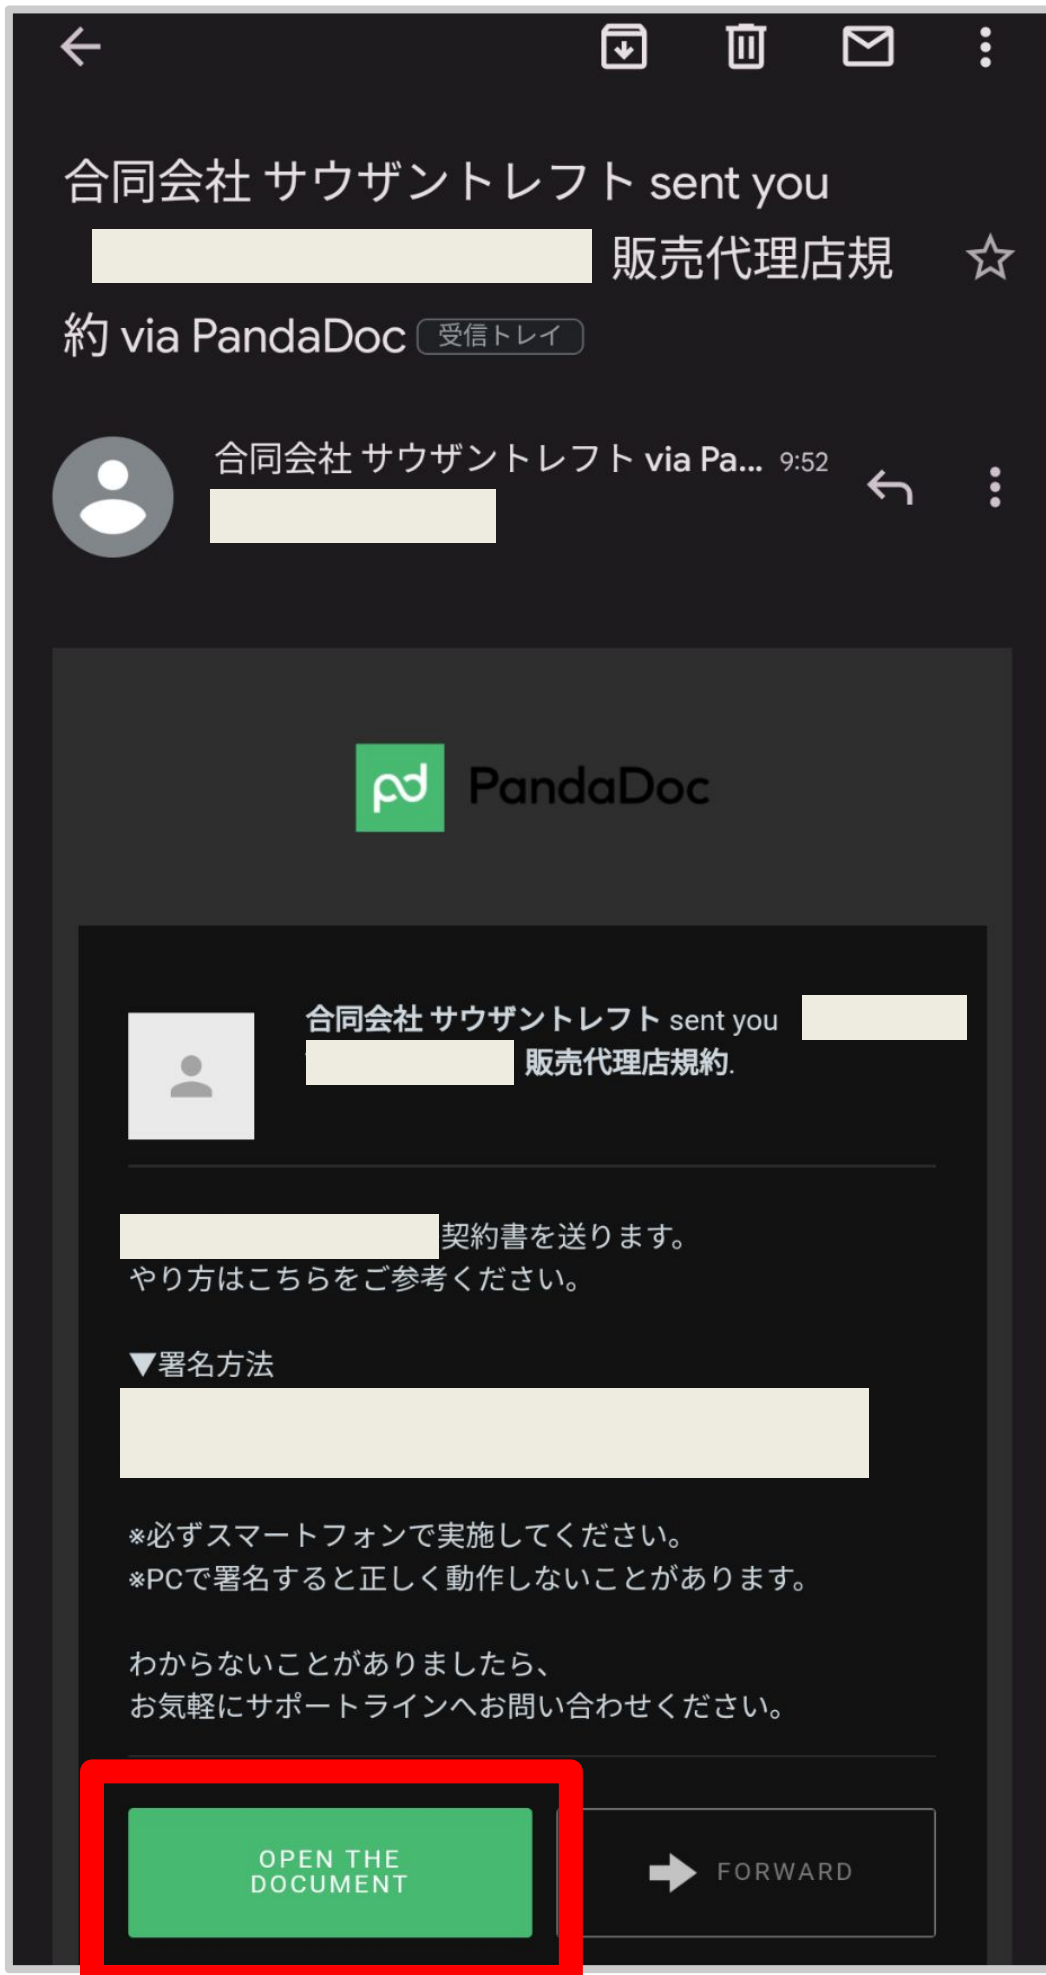 合同会社 サウザントレフト sent you
販売代理店規
約 via PandaDoc 受信トレイ
合同会社 サウザントレフト via Pa... 9:52
pd PandaDoc
合同会社 サウザントレフト sent you
販売代理店規約.
契約書を送ります。
やり方はこちらをご参考ください。
▼署名方法
※必ずスマートフォンで実施してください。
※PCで署名すると正しく動作しないことがあります。
わからないことがありましたら、
お気軽にサポートラインへお問い合わせください。
OPEN THE
DOCUMENT
FORWARD